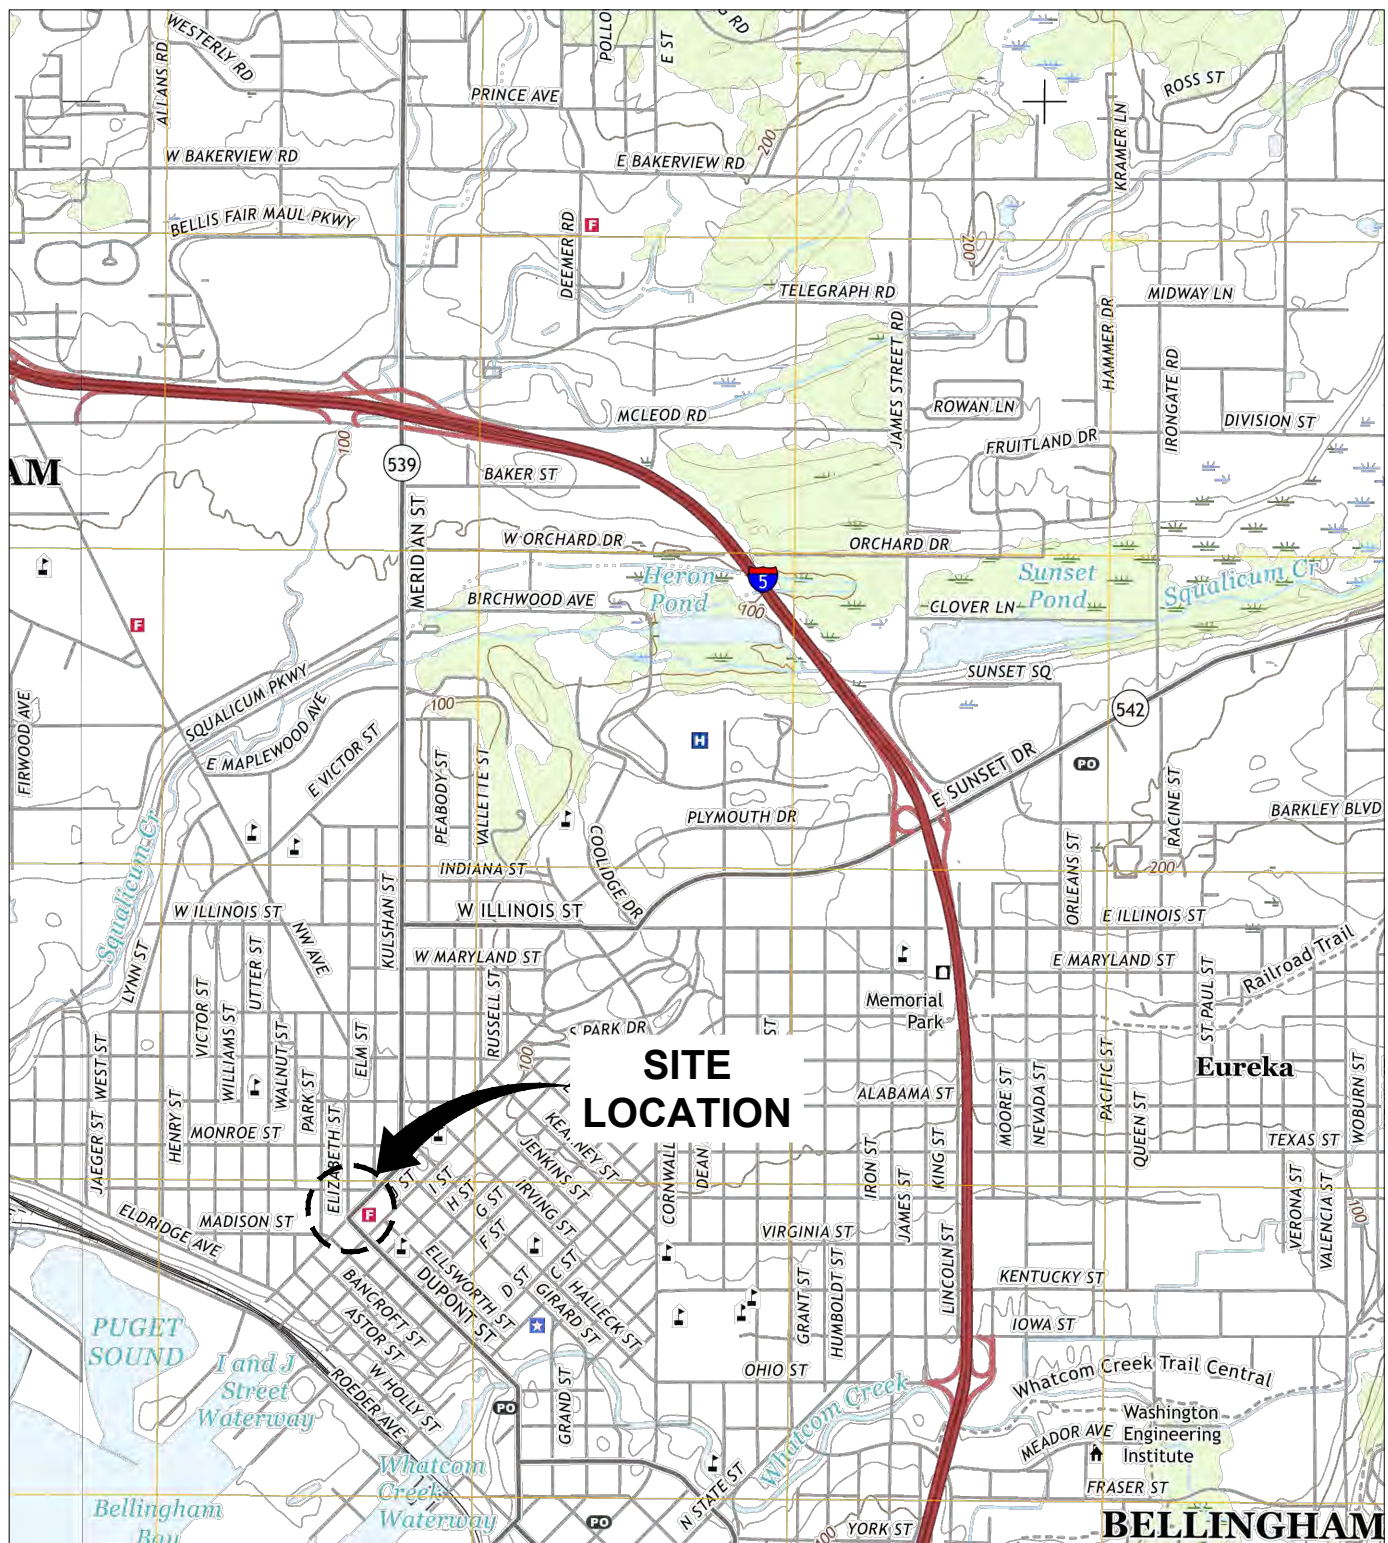 WESTERLY RD
ALLANS RD
POLLO
E ST
G RD
PRINCE AVE
ROSS ST
KRAMER LN
200
W BAKERVIEW RD
E BAKERVIEW RD
BELLIS FAIR MAUL PKWY
DEEMER RD
F
200
TELEGRAPH RD
MIDWAY LN
JAMES STREET RD
HAMMER DR
IRONGATE RD
ROWAN LN
MCLEOD RD
DIVISION ST
FRUITLAND DR
100
539
AM
BAKER ST
MERIDIAN ST
W ORCHARD DR
ORCHARD DR
Heron
Pond
5
Sunset
Pond
Squalicum Cr
BIRCHWOOD AVE
100
CLOVER LN
F
SUNSET SQ
SQUALICUM PKWY
FIRWOOD AVE
E MAPLEWOOD AVE
100
542
E VICTOR ST
H
PEABODY ST
VALLETTE ST
PO
E SUNSET DR
RACINE ST
BARKLEY BLVD
PLYMOUTH DR
COOLIDGE DR
Squalicum Cr
INDIANA ST
ORLEANS ST
200
KULSHAN ST
W ILLINOIS ST
W ILLINOIS ST
E ILLINOIS ST
NW AVE
UTTER ST
LYNN ST
W MARYLAND ST
E MARYLAND ST
Railroad Trail
VICTOR ST
WILLIAMS ST
RUSSELL ST
Memorial
Park
ST PAUL ST
S PARK DR
ST
100
SITE
LOCATION
WALNUT ST
ELM ST
Eureka
WEST ST
PARK ST
ALABAMA ST
MOORE ST
NEVADA ST
PACIFIC ST
WOBURN ST
JAEGER ST
HENRY ST
MONROE ST
ELIZABETH ST
KEARNEY ST
JENKINS ST
QUEEN ST
TEXAS ST
CORNWALL
DEAN
IRON ST
KING ST
JAMES ST
I ST
H ST
G ST
F ST
IRVING ST
F
ELDRIDGE AVE
MADISON ST
VIRGINIA ST
VERONA ST
VALENCIA ST
100
ELLSWORTH ST
DUPONT ST
D ST
C ST
HALLECK ST
GIRARD ST
BANCROFT ST
ASTOR ST
GRANT ST
HUMBOLDT ST
LINCOLN ST
KENTUCKY ST
IOWA ST
PUGET
SOUND
I and J
Street
Waterway
W HOLLY ST
ROEDER AVE
OHIO ST
Whatcom Creek Trail Central
GRAND ST
PO
Whatcom Creek
MEADOR AVE
Washington
Engineering
Institute
Whatcom
Creek
Waterway
N STATE ST
FRASER ST
Bellingham
Bay
PO
YORK ST
BELLINGHAM